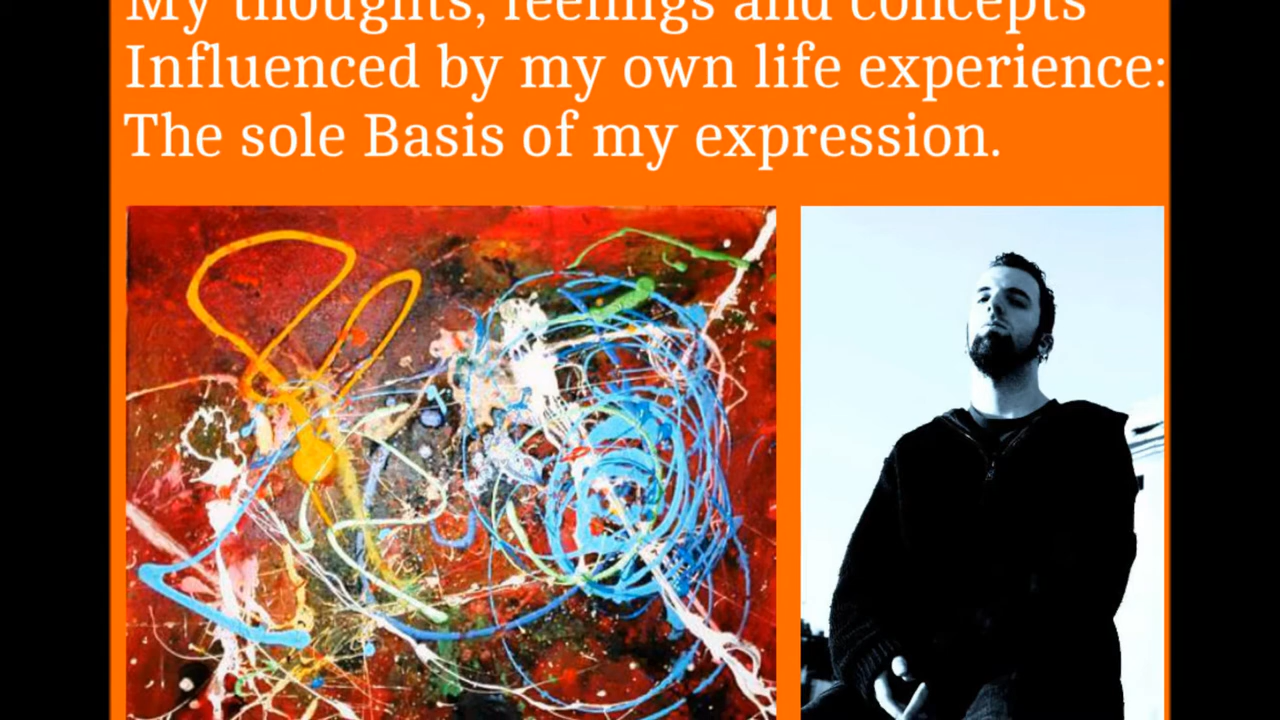 My thoughts, feelings and concepts
Influenced by my own life experience:
The sole Basis of my expression.